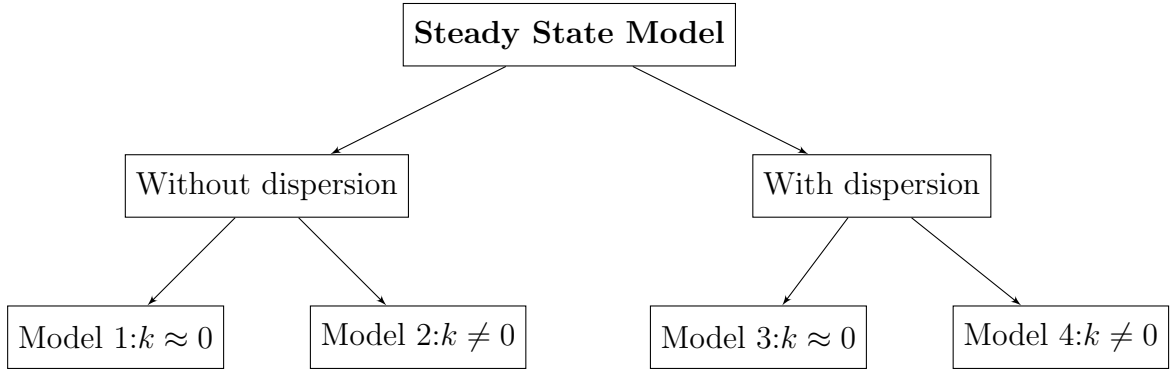 Steady State Model
Without dispersion
With dispersion
Model 1:k ≈ 0
Model 2:k ≠ 0
Model 3:k ≈ 0
Model 4:k ≠ 0